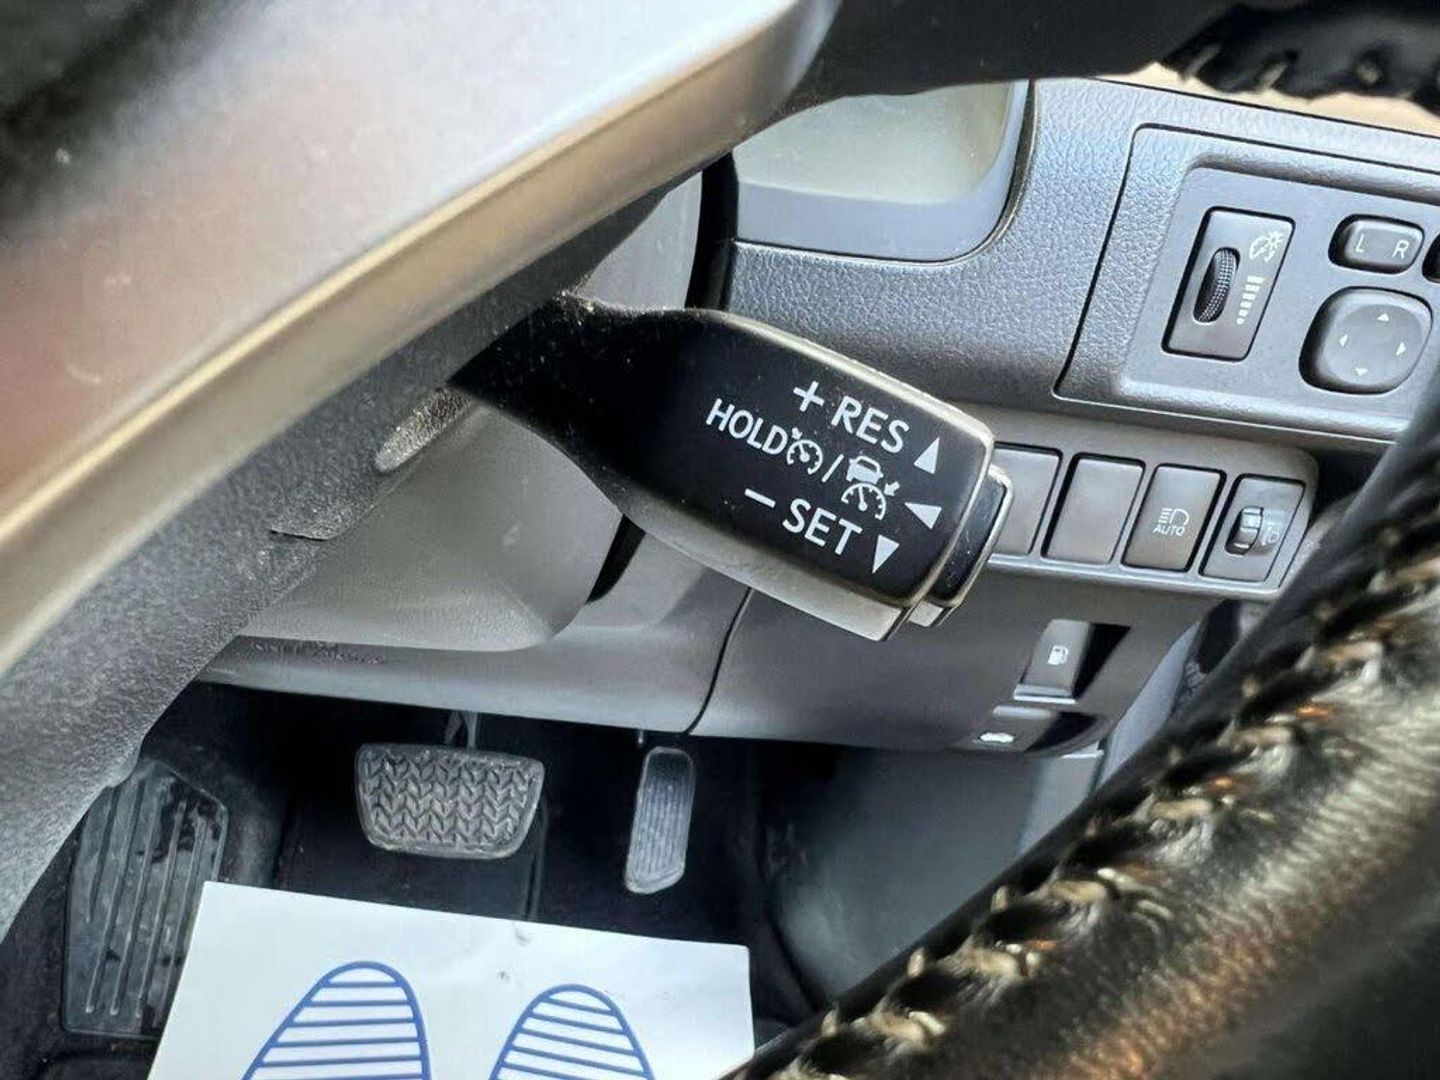 + RES
HOLD /
− SET
L R
AUTO